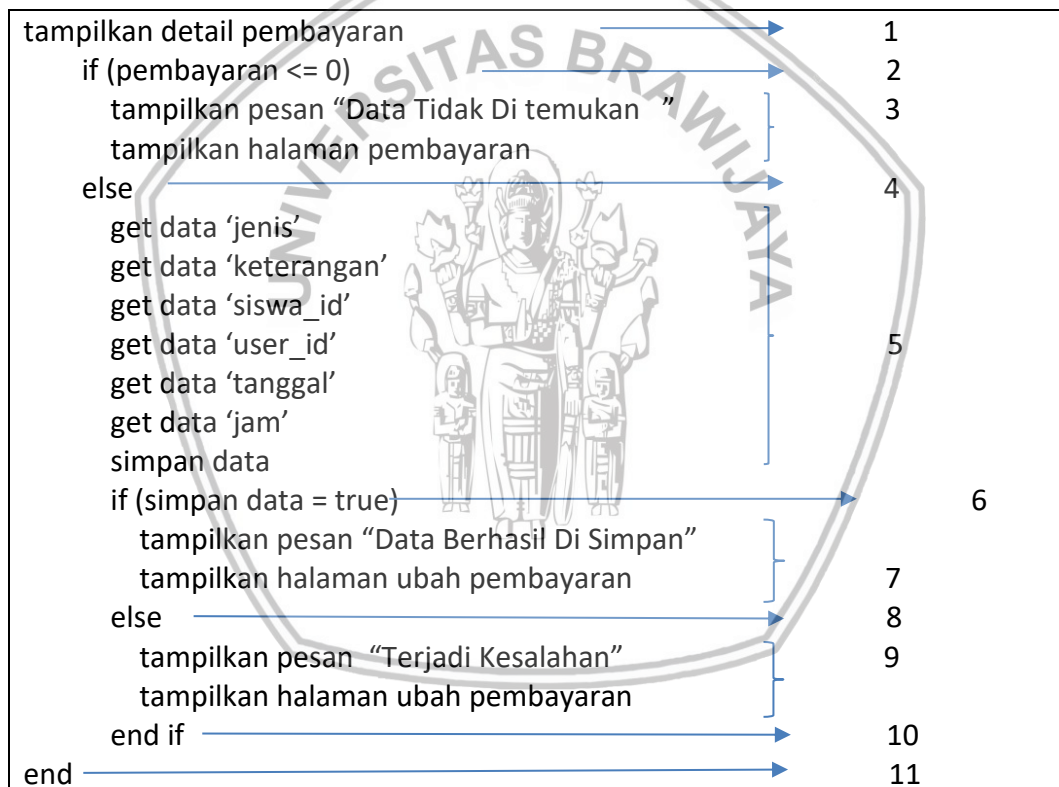 tampilkan detail pembayaran 1
if (pembayaran <= 0) 2
tampilkan pesan “Data Tidak Di temukan ” 3
tampilkan halaman pembayaran
else 4
get data ‘jenis’
get data ‘keterangan’
get data ‘siswa_id’
get data ‘user_id’ 5
get data ‘tanggal’
get data ‘jam’
simpan data
if (simpan data = true) 6
tampilkan pesan “Data Berhasil Di Simpan”
tampilkan halaman ubah pembayaran 7
else 8
tampilkan pesan “Terjadi Kesalahan” 9
tampilkan halaman ubah pembayaran
end if 10
end 11
UNIVERSITAS BRAWIJAYA